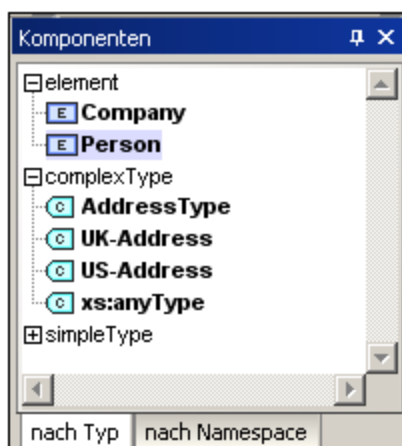 Komponenten
element
E Company
E Person
complexType
C AddressType
C UK-Address
C US-Address
C xs:anyType
simpleType
nach Typ nach Namespace